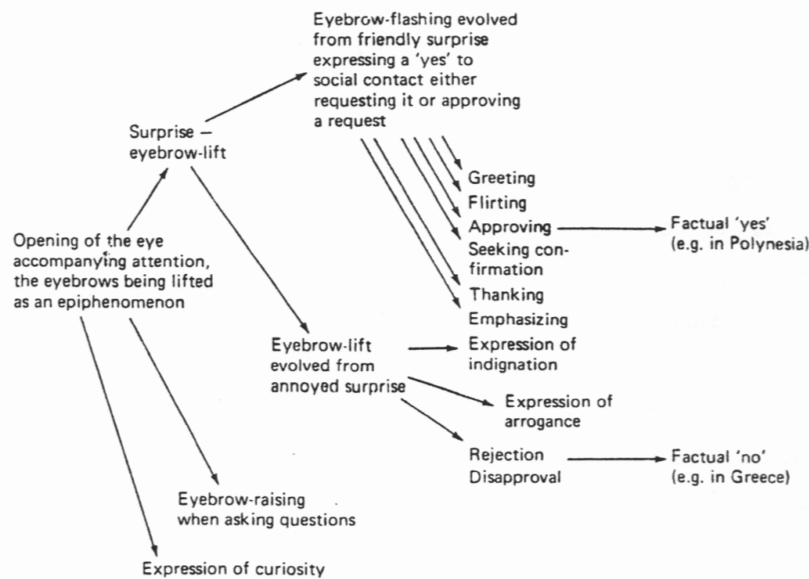 Eyebrow-flashing evolved
from friendly surprise
expressing a 'yes' to
social contact either
requesting it or approving
a request
Surprise –
eyebrow-lift
Greeting
Flirting
Approving
Factual 'yes'
(e.g. in Polynesia)
Seeking con-
firmation
Thanking
Emphasizing
Opening of the eye
accompanying attention,
the eyebrows being lifted
as an epiphenomenon
Eyebrow-lift
evolved from
annoyed surprise
Expression of
indignation
Expression of
arrogance
Rejection
Disapproval
Factual 'no'
(e.g. in Greece)
Eyebrow-raising
when asking questions
Expression of curiosity